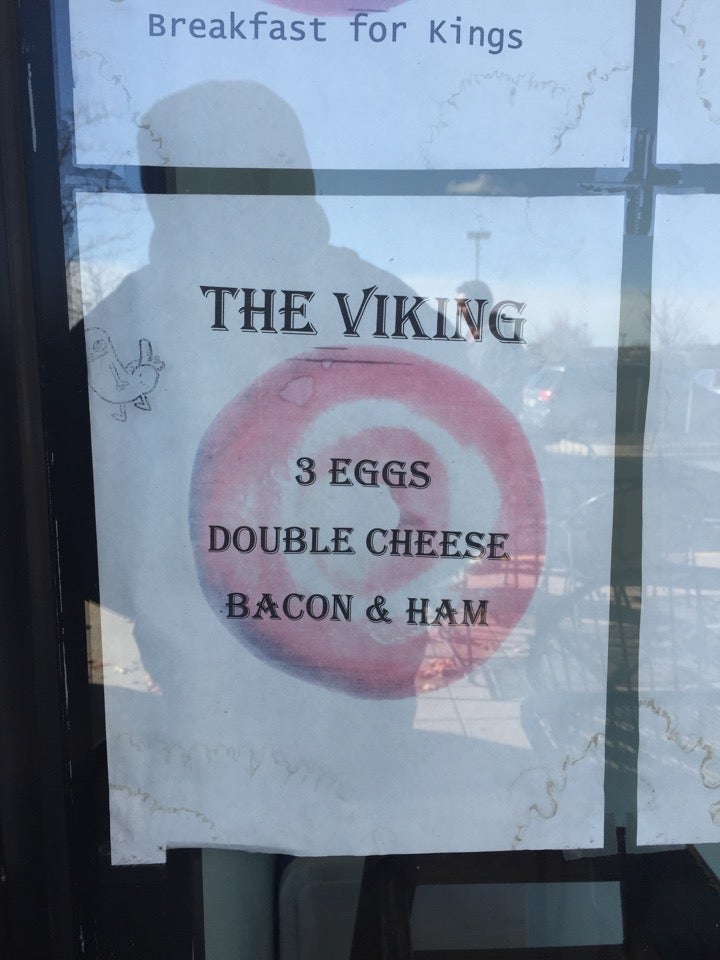 Breakfast for Kings
THE VIKING
3 EGGS
DOUBLE CHEESE
BACON & HAM